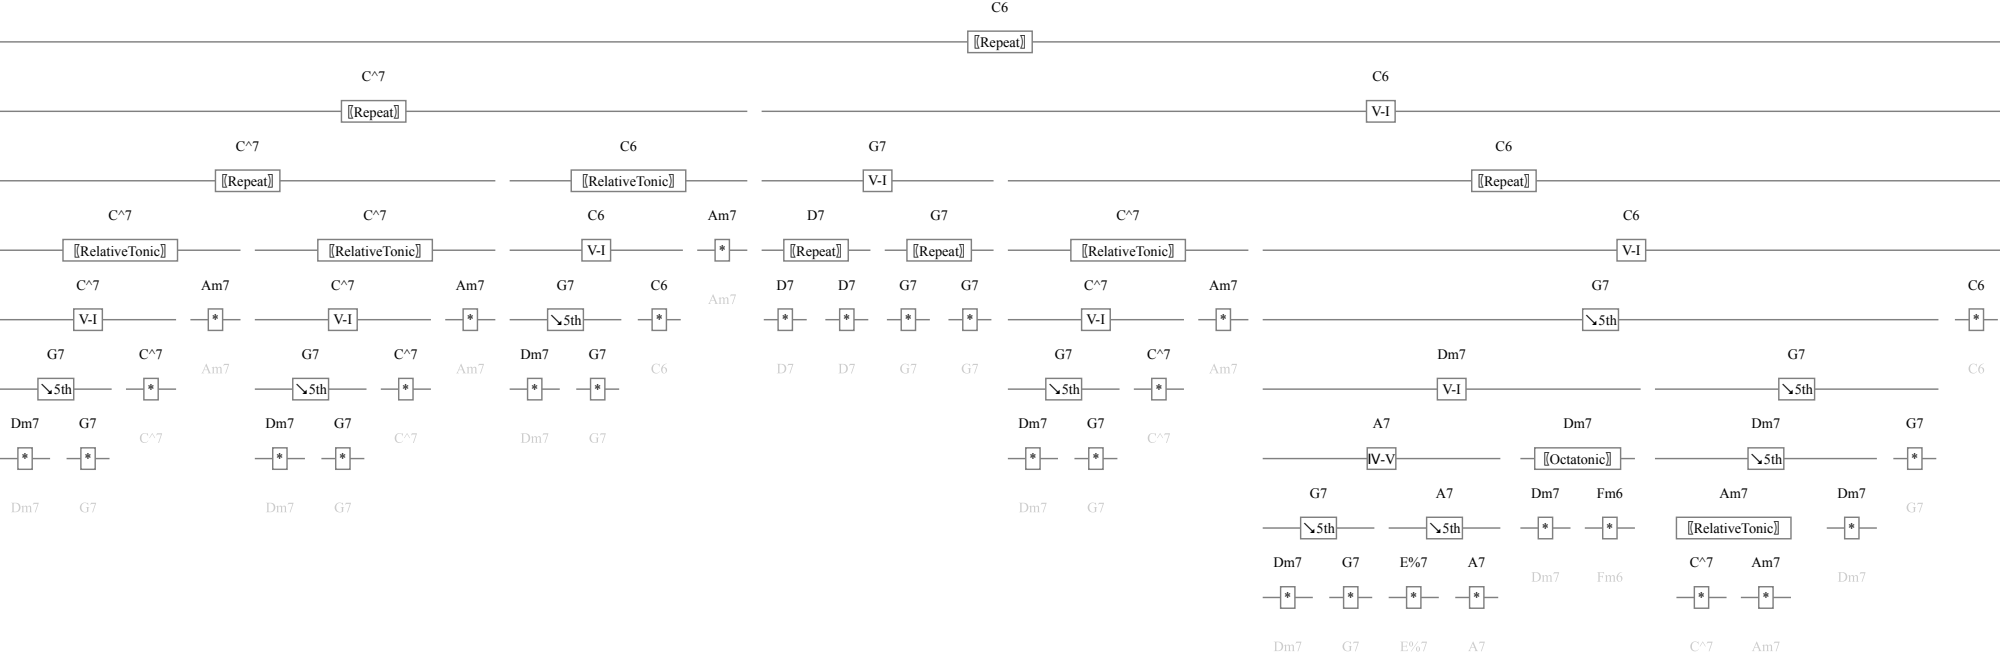 C6
〖Repeat〗
C^7 C6
〖Repeat〗 V-I
C^7 C6 G7 C6
〖Repeat〗 〖RelativeTonic〗 V-I 〖Repeat〗
C^7 C^7 C6 Am7 D7 G7 C^7 C6
〖RelativeTonic〗 〖RelativeTonic〗 V-I * 〖Repeat〗 〖Repeat〗 〖RelativeTonic〗 V-I
C^7 Am7 C^7 Am7 G7 C6 D7 D7 G7 G7 C^7 Am7 G7 C6
Am7
V-I * V-I * ↘5th * * * * * V-I * ↘5th *
G7 C^7 G7 C^7 Dm7 G7 G7 C^7 Dm7 G7
Am7 Am7 C6 D7 D7 G7 G7 Am7 C6
↘5th * ↘5th * * * ↘5th * V-I ↘5th
Dm7 G7 Dm7 G7 Dm7 G7 A7 Dm7 Dm7 G7
C^7 C^7 Dm7 G7 C^7
* * * * * * Ⅳ-V 〖Octatonic〗 ↘5th *
G7 A7 Dm7 Fm6 Am7 Dm7
Dm7 G7 Dm7 G7 Dm7 G7 G7
↘5th ↘5th * * 〖RelativeTonic〗 *
Dm7 G7 E%7 A7 C^7 Am7
Dm7 Fm6 Dm7
* * * * * *
Dm7 G7 E%7 A7 C^7 Am7